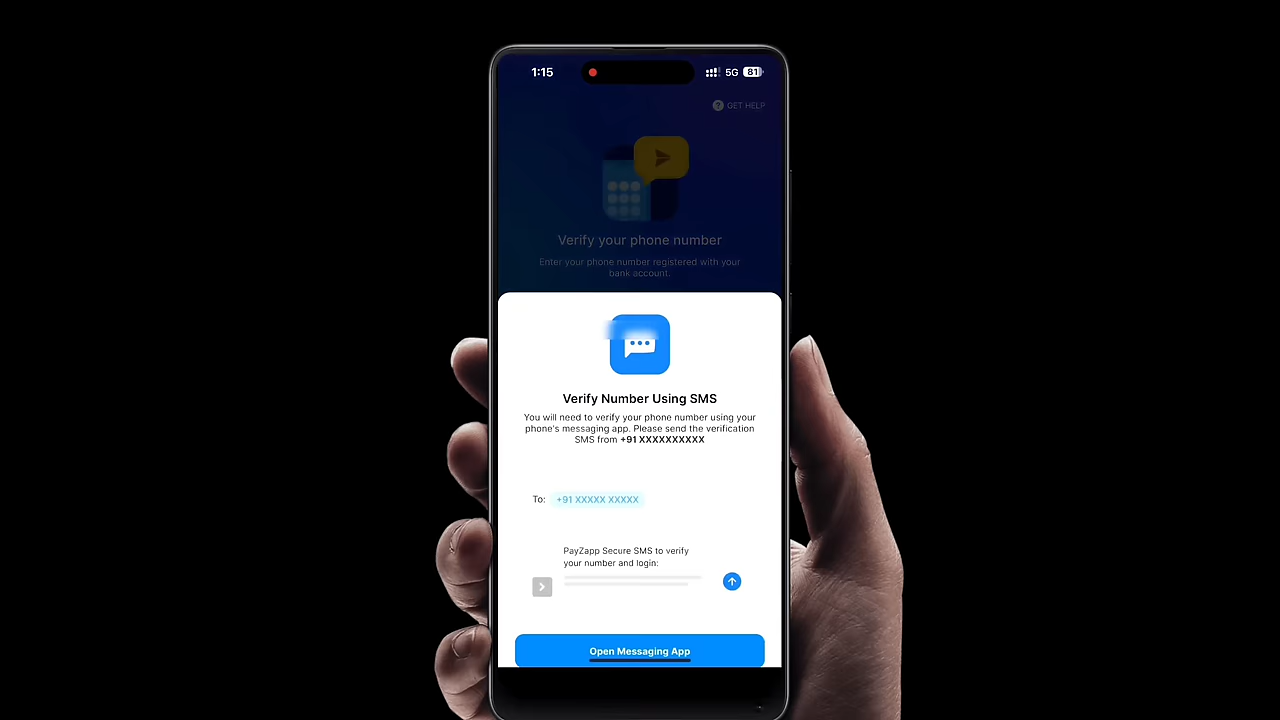 1:15
5G 81
GET HELP
Verify your phone number
Enter your phone number registered with your
bank account.
Verify Number Using SMS
You will need to verify your phone number using your
phone's messaging app. Please send the verification
SMS from +91 XXXXXXXXXX
To: +91 XXXXX XXXXX
PayZapp Secure SMS to verify
your number and login:
Open Messaging App